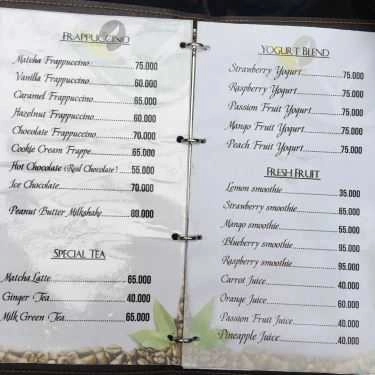 FRAPPUCCINO
Matcha Frappuccino 75.000
Vanilla Frappuccino 60.000
Caramel Frappuccino 65.000
Hazelnut Frappuccino 60.000
Chocolate Frappuccino 70.000
Cookie Cream Frappe 65.000
Hot Chocolate (Real Chocolate) 55.000
Ice Chocolate 70.000
Peanut Butter Milkshake 80.000
SPECIAL TEA
Matcha Latte 65.000
Ginger Tea 40.000
Milk Green Tea 65.000
YOGURT BLEND
Strawberry Yogurt 75.000
Raspberry Yogurt 75.000
Passion Fruit Yogurt 75.000
Mango Fruit Yogurt 75.000
Peach Fruit Yogurt 75.000
FRESH FRUIT
Lemon smoothie 35.000
Strawberry smoothie 65.000
Mango smoothie 55.000
Blueberry smoothie 95.000
Raspberry smoothie 95.000
Carrot Juice 40.000
Orange Juice 60.000
Passion Fruit Juice 40.000
Pineapple Juice 40.000